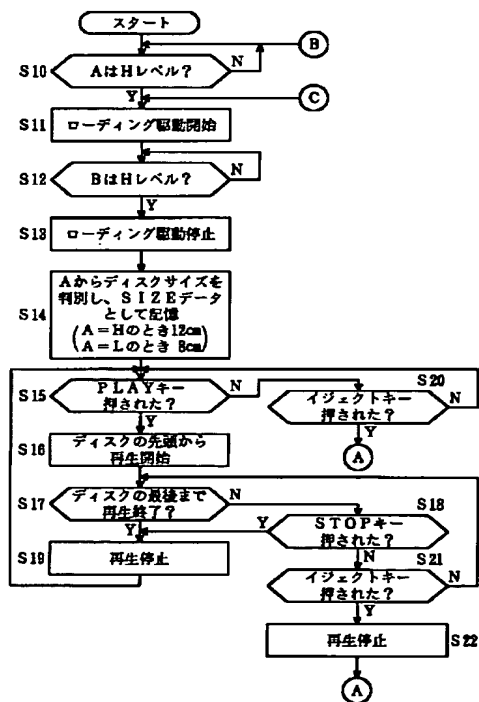 スタート
B
S10
AはHレベル?
N
Y
C
S11
ローディング駆動開始
S12
BはHレベル?
N
Y
S13
ローディング駆動停止
S14
Aからディスクサイズを
判別し、SIZEデータ
として記憶
(A=Hのとき12cm
A=Lのとき 8cm)
S15
PLAYキー
押された?
N
Y
S20
イジェクトキー
押された?
N
Y
A
S16
ディスクの先頭から
再生開始
S17
ディスクの最後まで
再生終了?
N
Y
S18
STOPキー
押された?
Y
N
S19
再生停止
S21
イジェクトキー
押された?
N
Y
再生停止
S22
A